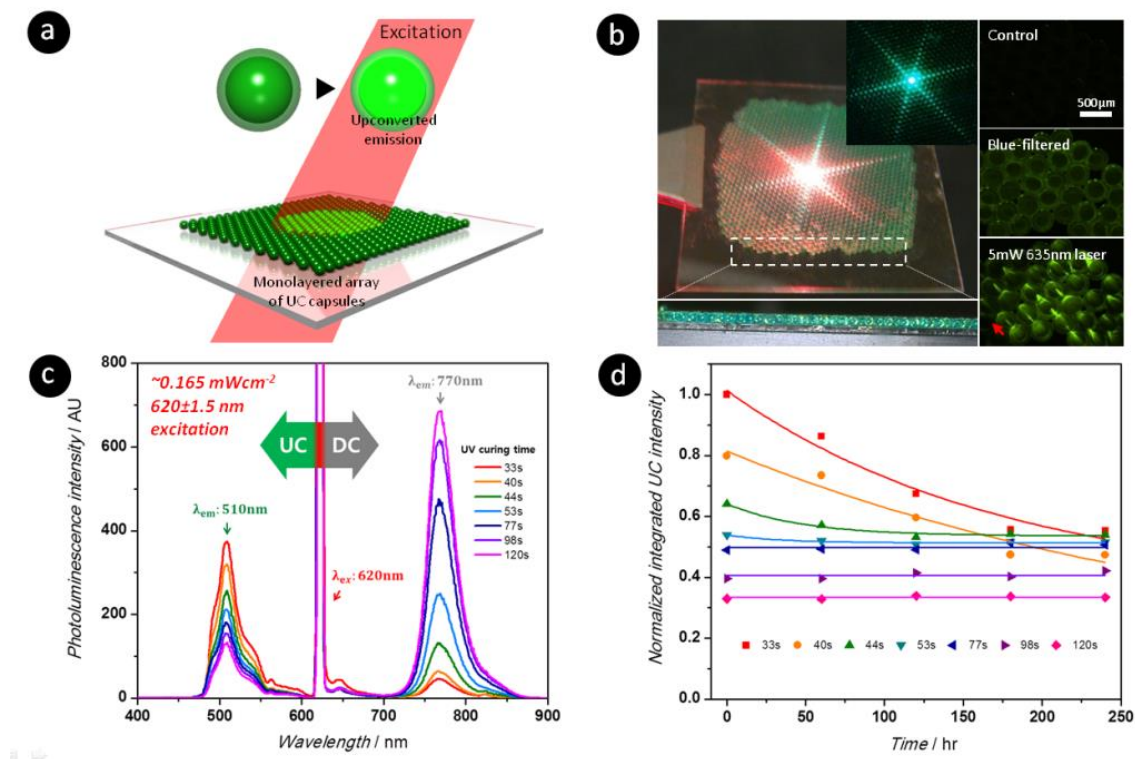 a
Excitation
Upconverted
emission
Monolayered array
of UC capsules
b
Control
500μm
Blue-filtered
5mW 635nm laser
c
~0.165 mWcm-2
620±1.5 nm
excitation
UC DC
λem: 510nm
λex: 620nm
λem: 770nm
UV curing time
33s
40s
44s
53s
77s
98s
120s
Photoluminescence intensity / AU
800
600
400
200
0
400 500 600 700 800 900
Wavelength / nm
d
Normalized integrated UC intensity
1.0
0.8
0.6
0.4
0.2
0.0
33s 40s 44s 53s 77s 98s 120s
0 50 100 150 200 250
Time / hr